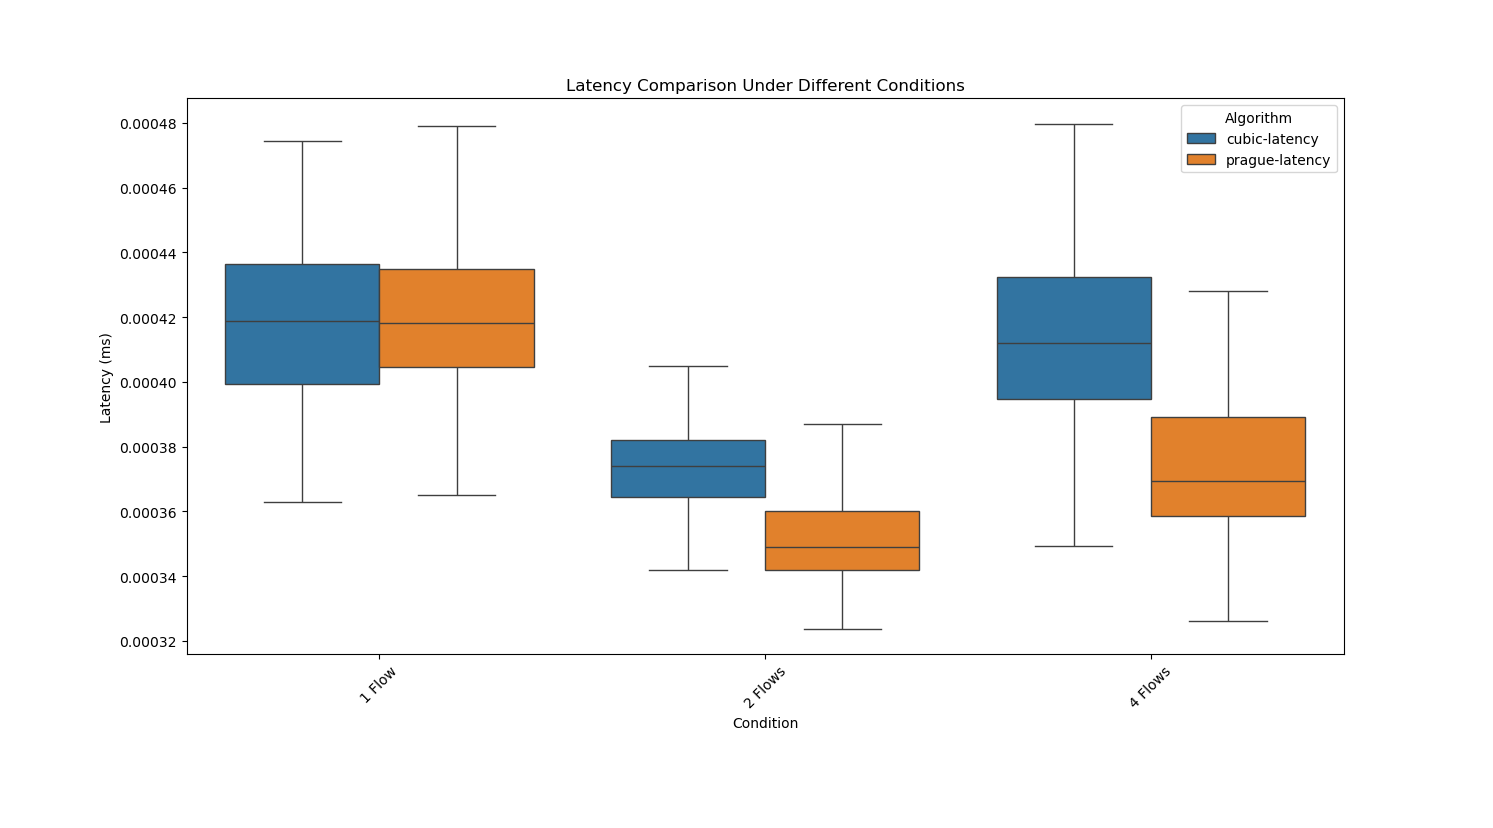 Latency Comparison Under Different Conditions
Algorithm
cubic-latency
prague-latency
Latency (ms)
0.00048
0.00046
0.00044
0.00042
0.00040
0.00038
0.00036
0.00034
0.00032
1 Flow
2 Flows
4 Flows
Condition